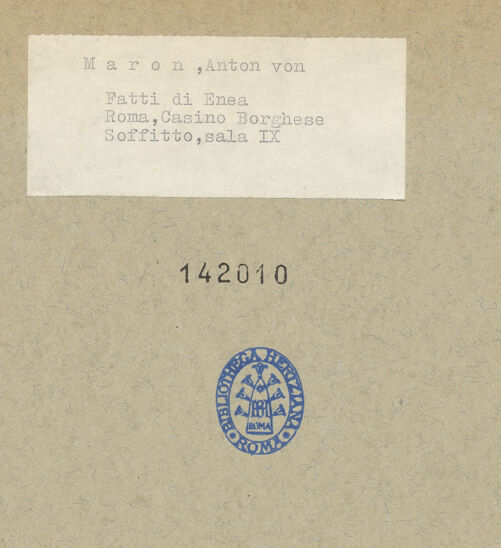 M a r o n ,Anton von
Fatti di Enea
Roma,Casino Borghese
Soffitto,sala IX
142010
BIBLIOTHECA HERTZIANA
BH
ROMA
ROMA